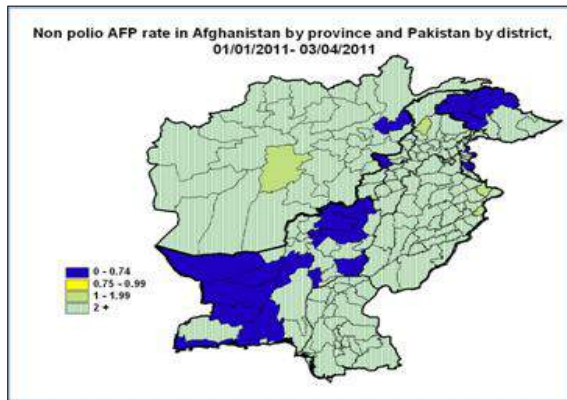 Non polio AFP rate in Afghanistan by province and Pakistan by district,
01/01/2011- 03/04/2011
0 - 0.74
0.75 - 0.99
1 - 1.99
2 +